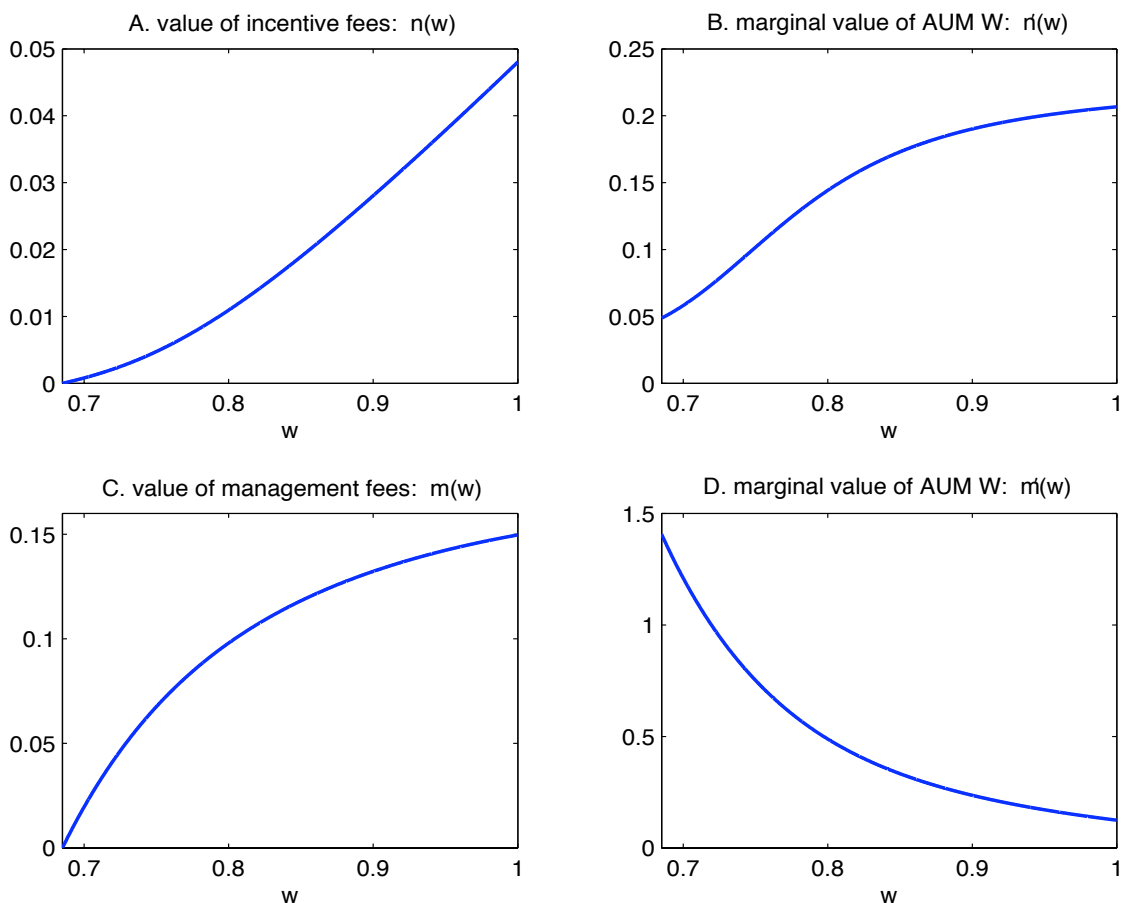 A. value of incentive fees: n(w)
0.05
0.04
0.03
0.02
0.01
0
0.7 0.8 0.9 1
w
B. marginal value of AUM W: n'(w)
0.25
0.2
0.15
0.1
0.05
0
0.7 0.8 0.9 1
w
C. value of management fees: m(w)
0.15
0.1
0.05
0
0.7 0.8 0.9 1
w
D. marginal value of AUM W: m'(w)
1.5
1
0.5
0
0.7 0.8 0.9 1
w